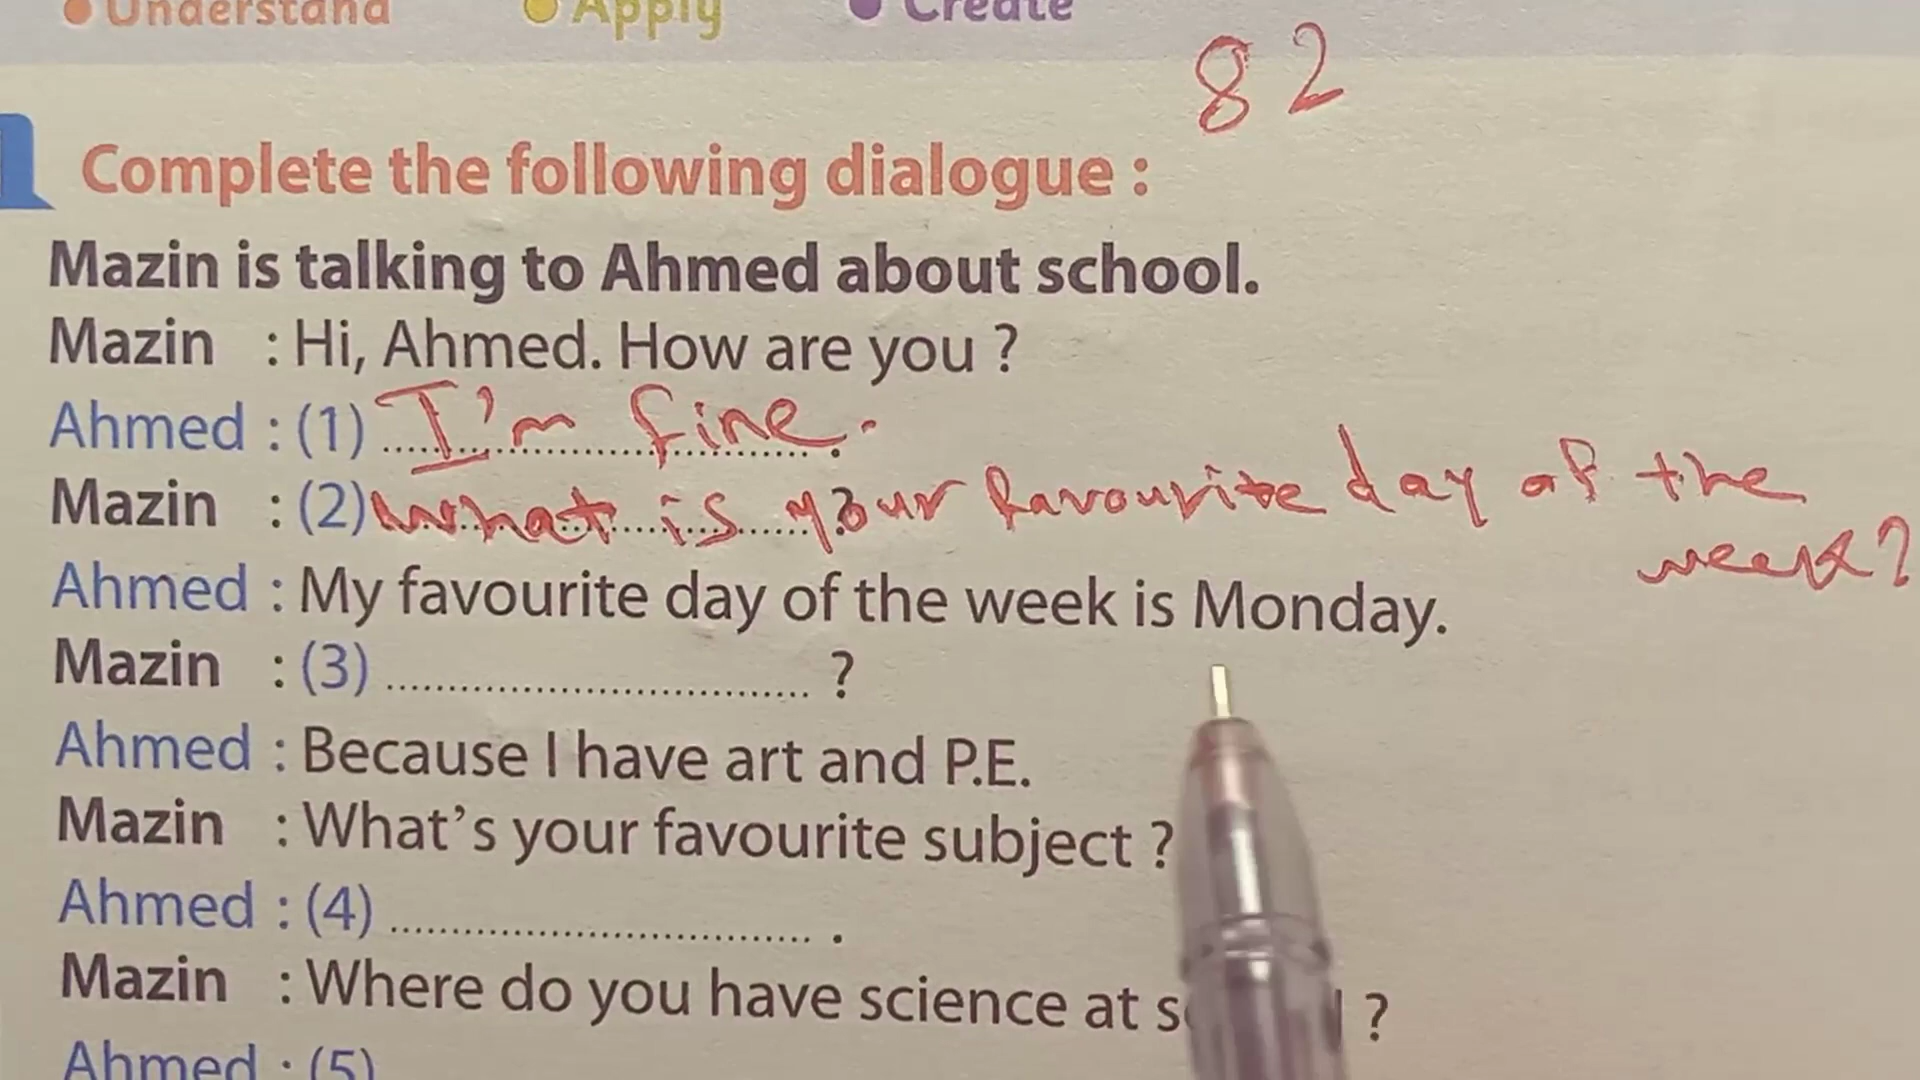 Understand Apply Create
82
Complete the following dialogue :
Mazin is talking to Ahmed about school.
Mazin : Hi, Ahmed. How are you ?
Ahmed : (1) I'm fine.
Mazin : (2) What is your favourite day of the
week?
Ahmed : My favourite day of the week is Monday.
Mazin : (3) .................................. ?
Ahmed : Because I have art and P.E.
Mazin : What's your favourite subject ?
Ahmed : (4) .................................. .
Mazin : Where do you have science at ?
Ahmed : (5)